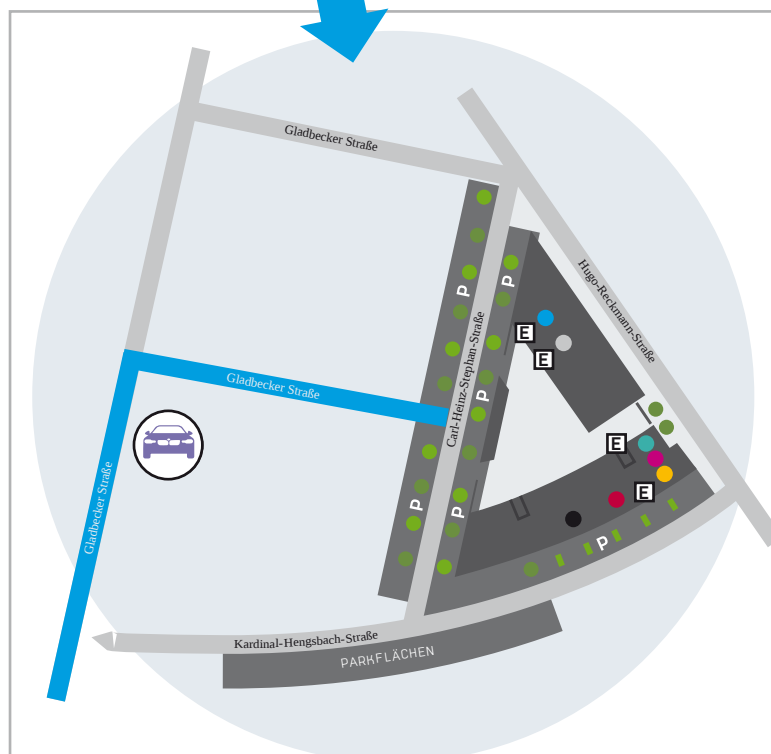 Gladbecker Straße
Hugo-Reckmann-Straße
P
P
E
E
Carl-Heinz-Stephan-Straße
Gladbecker Straße
P
E
Gladbecker Straße
E
P
P
P
Kardinal-Hengsbach-Straße
PARKFLÄCHEN